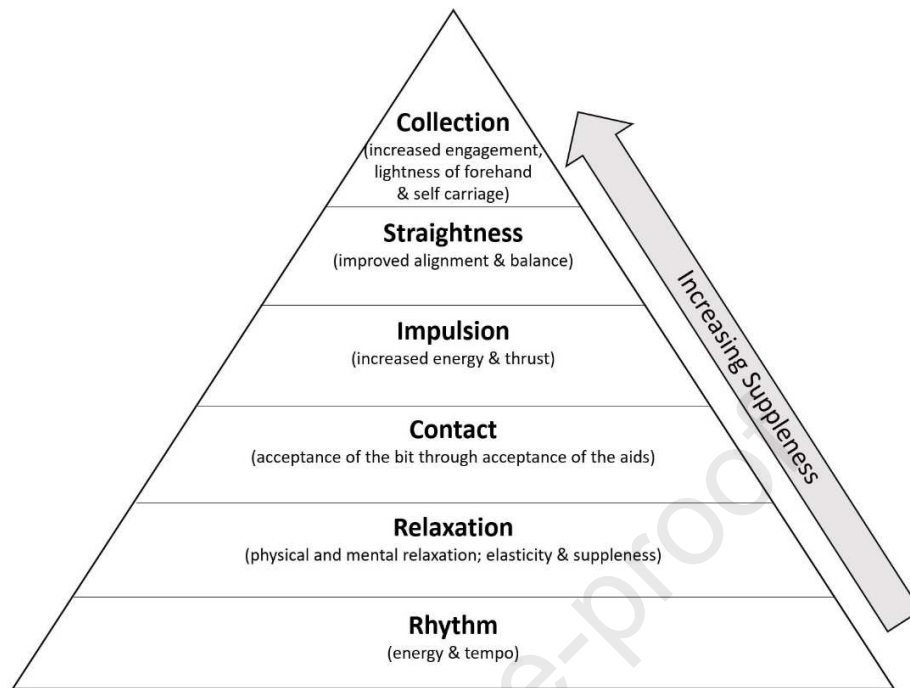 Collection
(increased engagement,
lightness of forehand
& self carriage)
Straightness
(improved alignment & balance)
Impulsion
(increased energy & thrust)
Contact
(acceptance of the bit through acceptance of the aids)
Relaxation
(physical and mental relaxation; elasticity & suppleness)
Rhythm
(energy & tempo)
Increasing Suppleness
e-proof